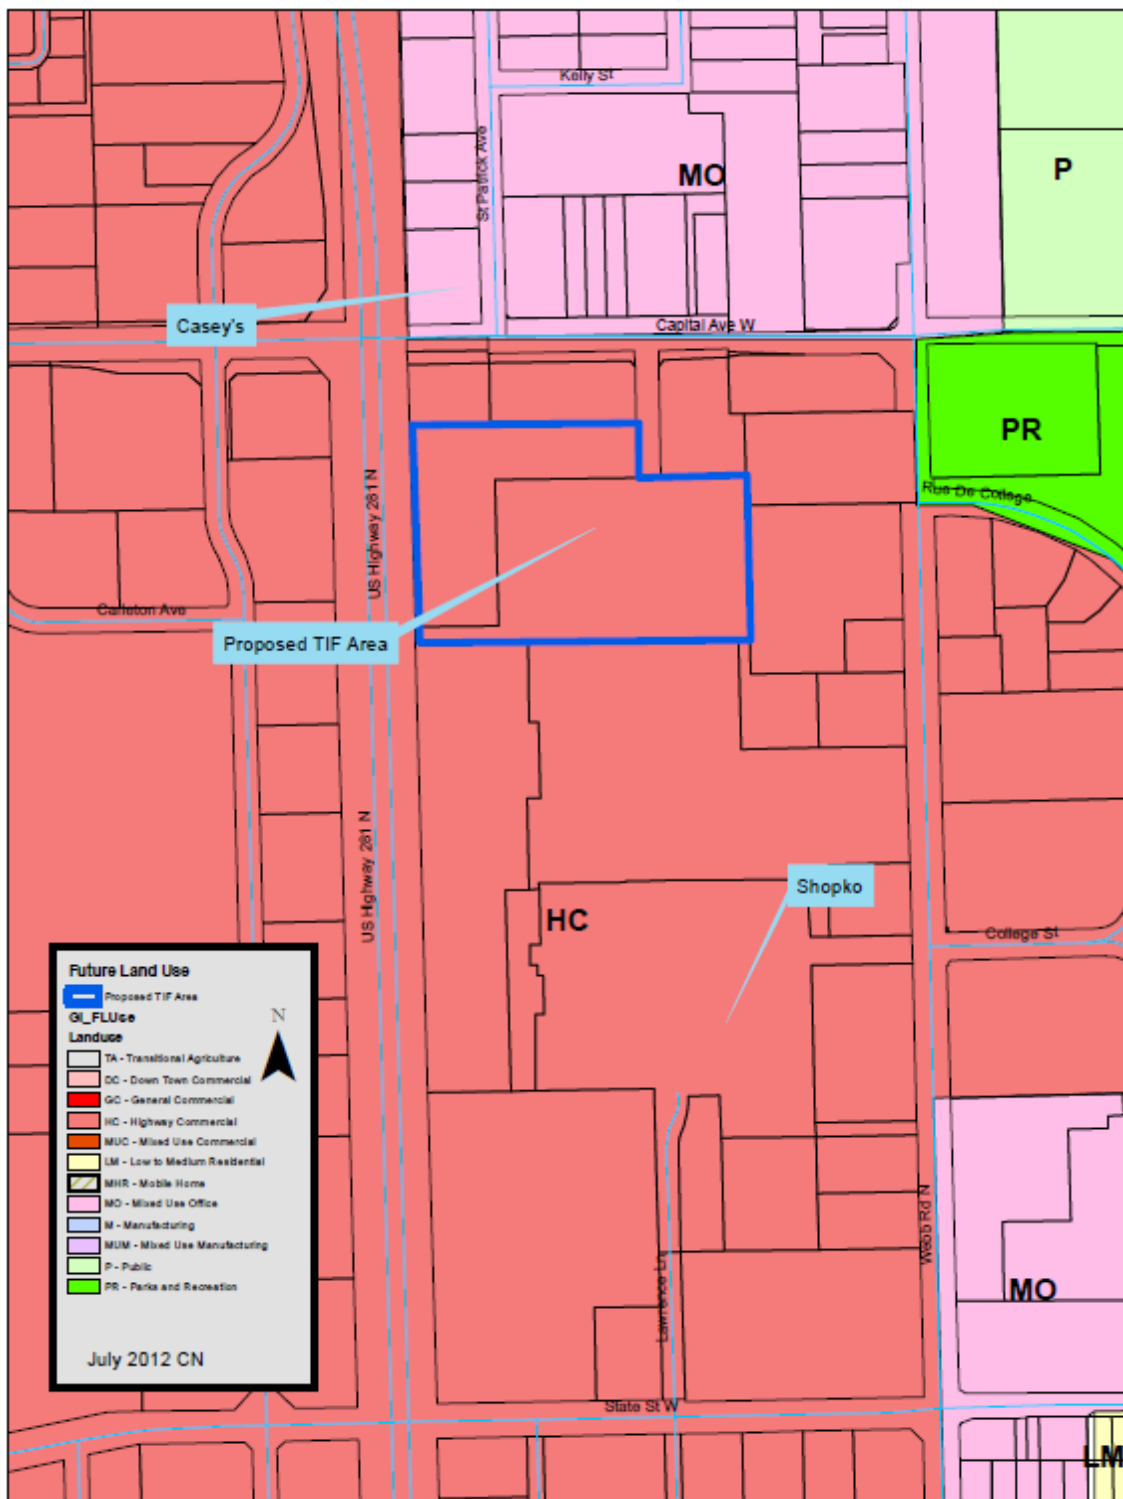 Kelly St
St Patrick Ave
MO
P
Casey's
Capital Ave W
PR
Rue De College
US Highway 281 N
Carleton Ave
Proposed TIF Area
US Highway 281 N
Shopko
HC
College St
Future Land Use
Proposed TIF Area
GI_FLUse
Landuse
N
TA - Transitional Agriculture
DC - Down Town Commercial
GC - General Commercial
HC - Highway Commercial
MUC - Mixed Use Commercial
LM - Low to Medium Residential
MHR - Mobile Home
MO - Mixed Use Office
M - Manufacturing
MUM - Mixed Use Manufacturing
P - Public
PR - Parks and Recreation
July 2012 CN
Webb Rd N
Lawrence Ln
MO
State St W
LM